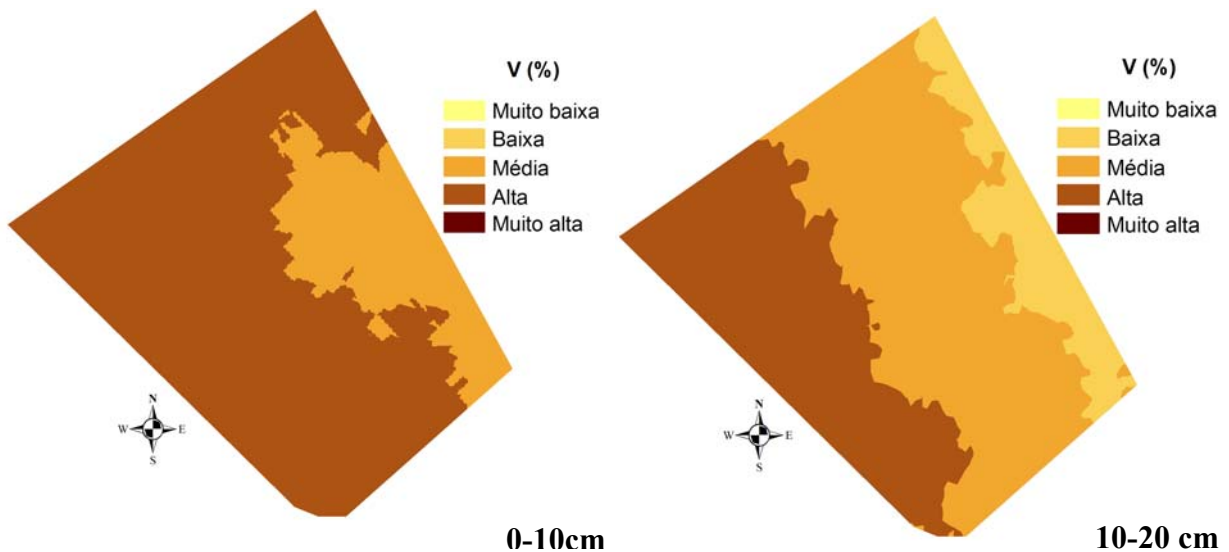 V (%)
Muito baixa
Baixa
Média
Alta
Muito alta
N
W E
S
0-10cm
V (%)
Muito baixa
Baixa
Média
Alta
Muito alta
N
W E
S
10-20 cm